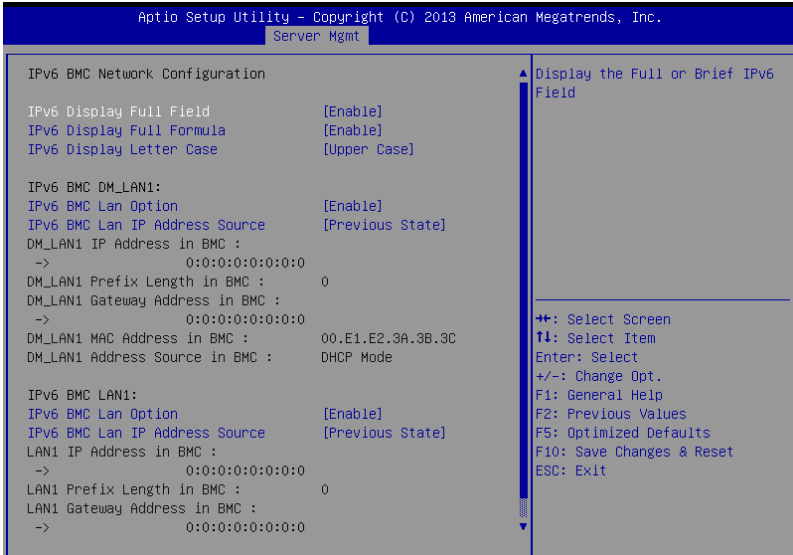 Aptio Setup Utility – Copyright (C) 2013 American Megatrends, Inc.
Server Mgmt
IPv6 BMC Network Configuration
IPv6 Display Full Field [Enable]
IPv6 Display Full Formula [Enable]
IPv6 Display Letter Case [Upper Case]
IPv6 BMC DM_LAN1:
IPv6 BMC Lan Option [Enable]
IPv6 BMC Lan IP Address Source [Previous State]
DM_LAN1 IP Address in BMC :
-> 0:0:0:0:0:0:0:0
DM_LAN1 Prefix Length in BMC : 0
DM_LAN1 Gateway Address in BMC :
-> 0:0:0:0:0:0:0:0
DM_LAN1 MAC Address in BMC : 00.E1.E2.3A.3B.3C
DM_LAN1 Address Source in BMC : DHCP Mode
IPv6 BMC LAN1:
IPv6 BMC Lan Option [Enable]
IPv6 BMC Lan IP Address Source [Previous State]
LAN1 IP Address in BMC :
-> 0:0:0:0:0:0:0:0
LAN1 Prefix Length in BMC : 0
LAN1 Gateway Address in BMC :
-> 0:0:0:0:0:0:0:0
Display the Full or Brief IPv6
Field
→←: Select Screen
↑↓: Select Item
Enter: Select
+/-: Change Opt.
F1: General Help
F2: Previous Values
F5: Optimized Defaults
F10: Save Changes & Reset
ESC: Exit